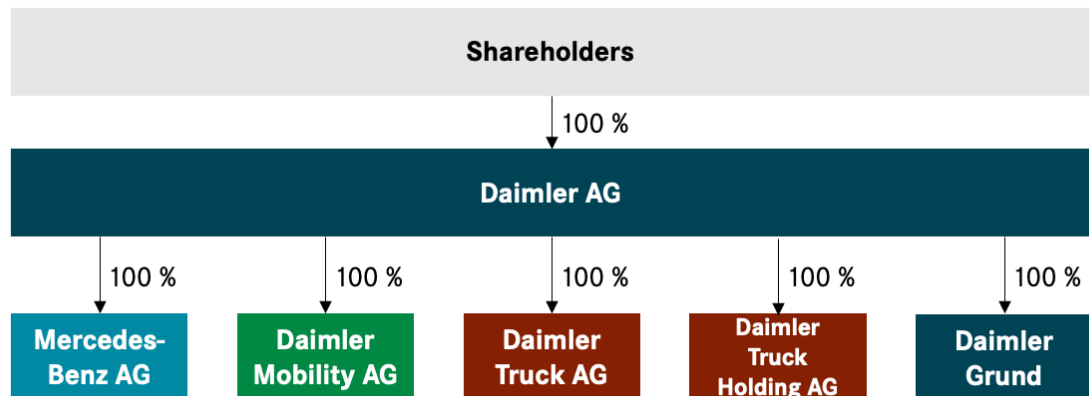 Shareholders
100 %
Daimler AG
100 %
100 %
100 %
100 %
100 %
Mercedes-
Benz AG
Daimler
Mobility AG
Daimler
Truck AG
Daimler
Truck
Holding AG
Daimler
Grund